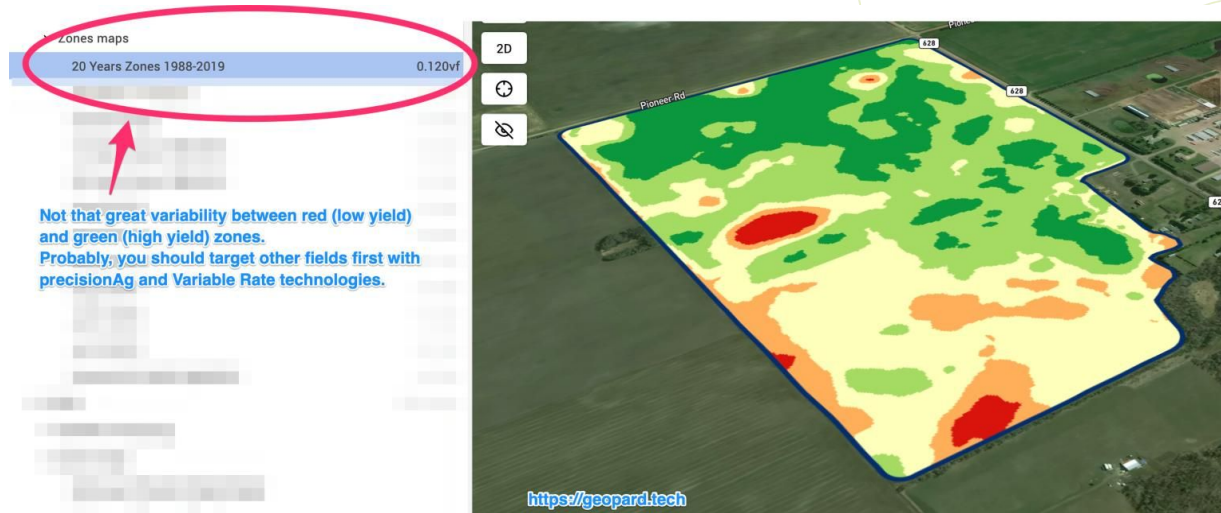 Zones maps
20 Years Zones 1988-2019 0.120vf
Not that great variability between red (low yield)
and green (high yield) zones.
Probably, you should target other fields first with
precisionAg and Variable Rate technologies.
2D
628
Pioneer Rd
628
https://geopard.tech